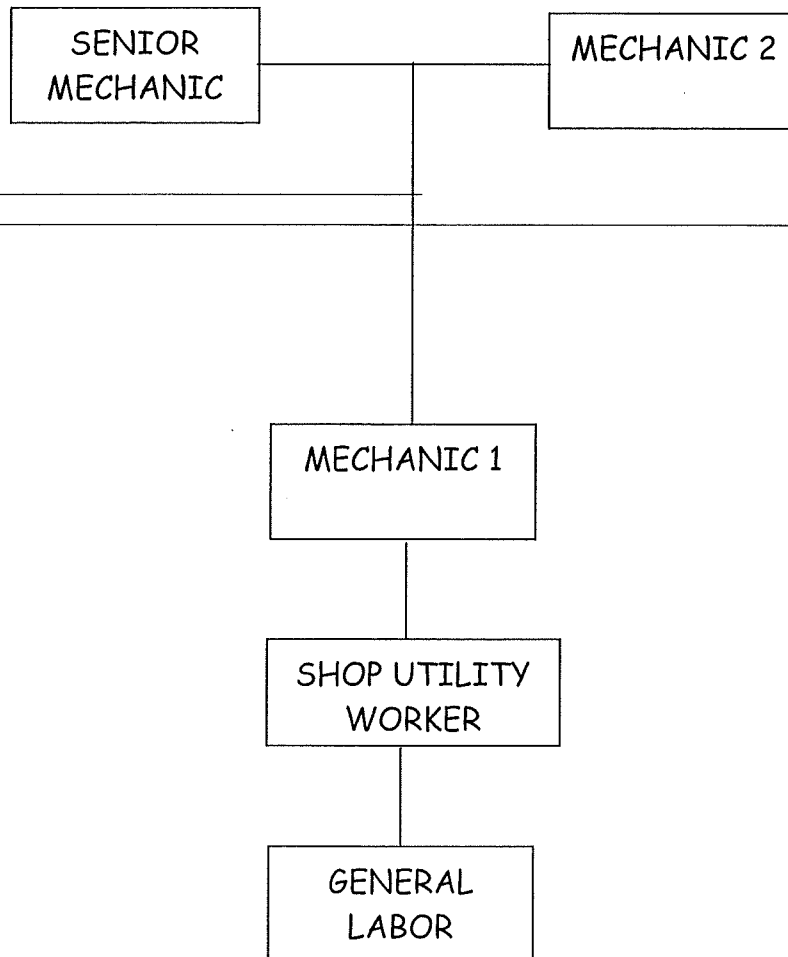 SENIOR
MECHANIC
MECHANIC 2
MECHANIC 1
SHOP UTILITY
WORKER
GENERAL
LABOR